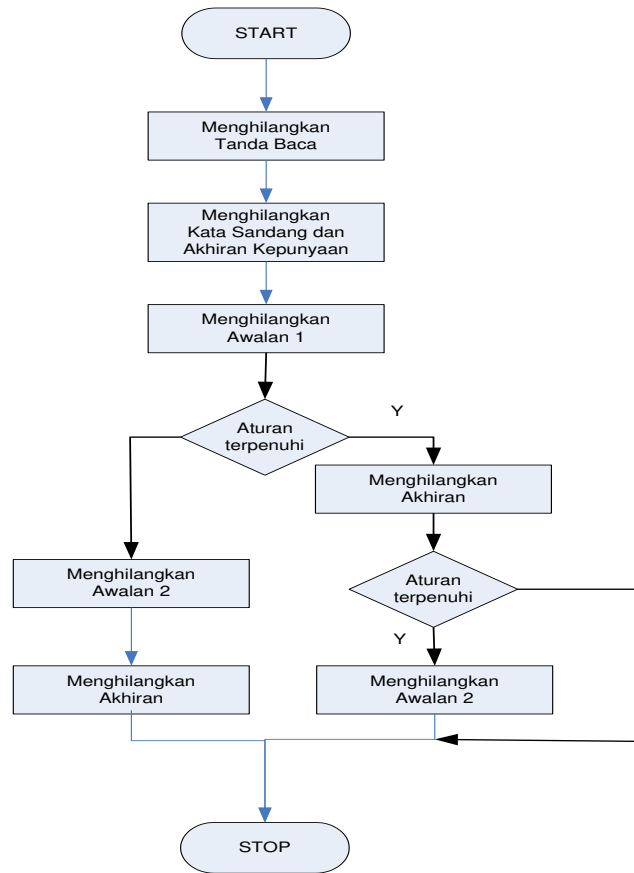 START
Menghilangkan
Tanda Baca
Menghilangkan
Kata Sandang dan
Akhiran Kepunyaan
Menghilangkan
Awalan 1
Aturan
terpenuhi
Y
Menghilangkan
Akhiran
Menghilangkan
Awalan 2
Aturan
terpenuhi
Y
Menghilangkan
Akhiran
Menghilangkan
Awalan 2
STOP